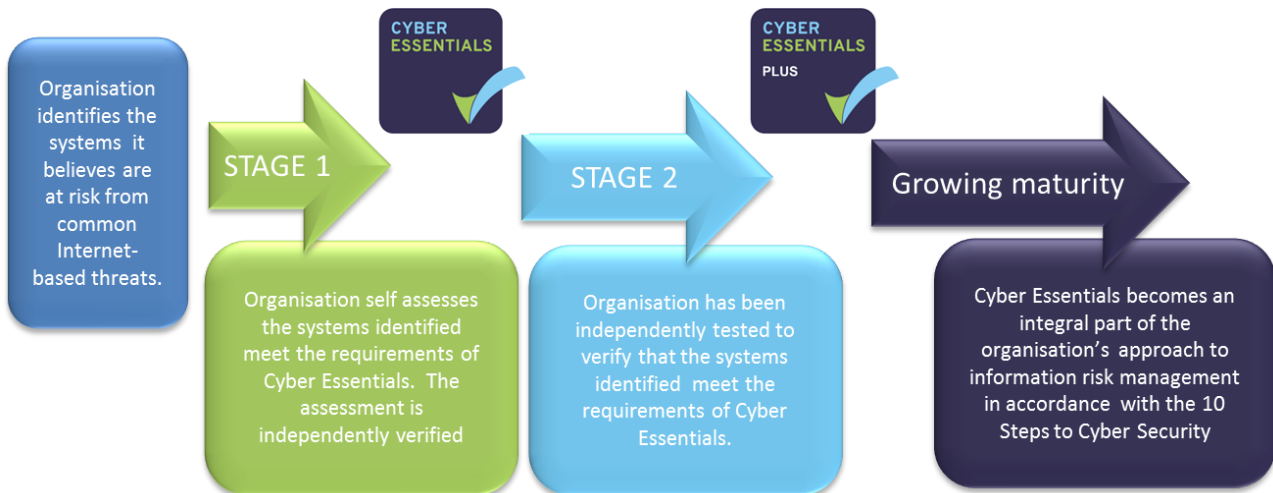 Organisation
identifies the
systems it
believes are
at risk from
common
Internet-
based threats.
STAGE 1
Organisation self assesses
the systems identified
meet the requirements of
Cyber Essentials. The
assessment is
independently verified
CYBER
ESSENTIALS
STAGE 2
Organisation has been
independently tested to
verify that the systems
identified meet the
requirements of Cyber
Essentials.
CYBER
ESSENTIALS
PLUS
Growing maturity
Cyber Essentials becomes an
integral part of the
organisation's approach to
information risk management
in accordance with the 10
Steps to Cyber Security